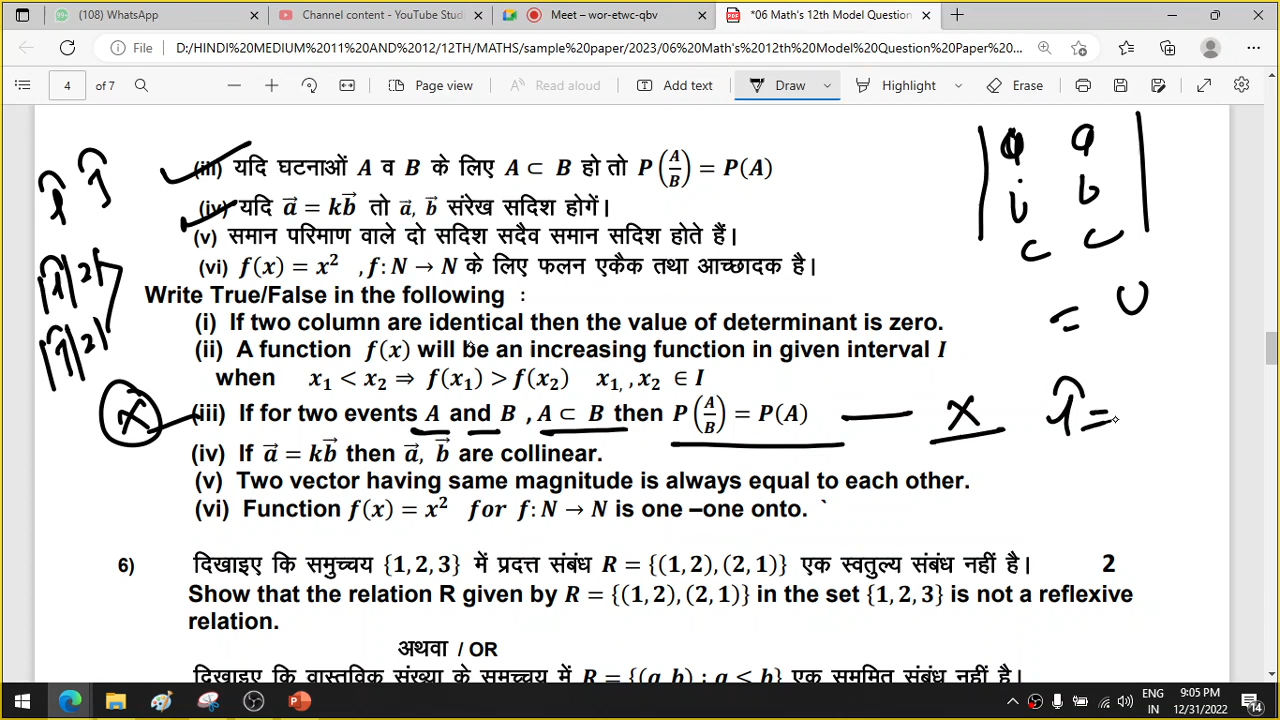 (108) WhatsApp
Channel content - YouTube Stud
Meet – wor-etwc-qbv
*06 Math's 12th Model Question
File
D:/HINDI%20MEDIUM%2011%20AND%2012/12TH/MATHS/sample%20paper/2023/06%20Math's%2012th%20Model%20Question%20Paper%20...
4 of 7
Page view
Read aloud
Add text
Draw
Highlight
Erase
(iii) यदि घटनाओं A व B के लिए A ⊂ B हो तो P(A/B) = P(A)
(iv) यदि a⃗ = kb⃗ तो a⃗, b⃗ संरेख सदिश होगें।
(v) समान परिमाण वाले दो सदिश सदैव समान सदिश होते हैं।
(vi) f(x) = x² , f: N → N के लिए फलन एकैक तथा आच्छादक है।
Write True/False in the following :
(i) If two column are identical then the value of determinant is zero.
(ii) A function f(x) will be an increasing function in given interval I
when x₁ < x₂ ⇒ f(x₁) > f(x₂) x₁, , x₂ ∈ I
(iii) If for two events A and B , A ⊂ B then P(A/B) = P(A)
(iv) If a⃗ = kb⃗ then a⃗, b⃗ are collinear.
(v) Two vector having same magnitude is always equal to each other.
(vi) Function f(x) = x² for f: N → N is one –one onto. `
6) दिखाइए कि समुच्चय {1, 2, 3} में प्रदत्त संबंध R = {(1, 2), (2, 1)} एक स्वतुल्य संबंध नहीं है। 2
Show that the relation R given by R = {(1, 2), (2, 1)} in the set {1, 2, 3} is not a reflexive
relation.
अथवा / OR
दिखाइए कि वास्तविक संख्या के समुच्चय में R = {(a, b) : a < b} एक सममित संबंध नहीं है।
a
b b
c c
= 0
î ĵ
X
X
î =
ENG
IN
9:05 PM
12/31/2022
14